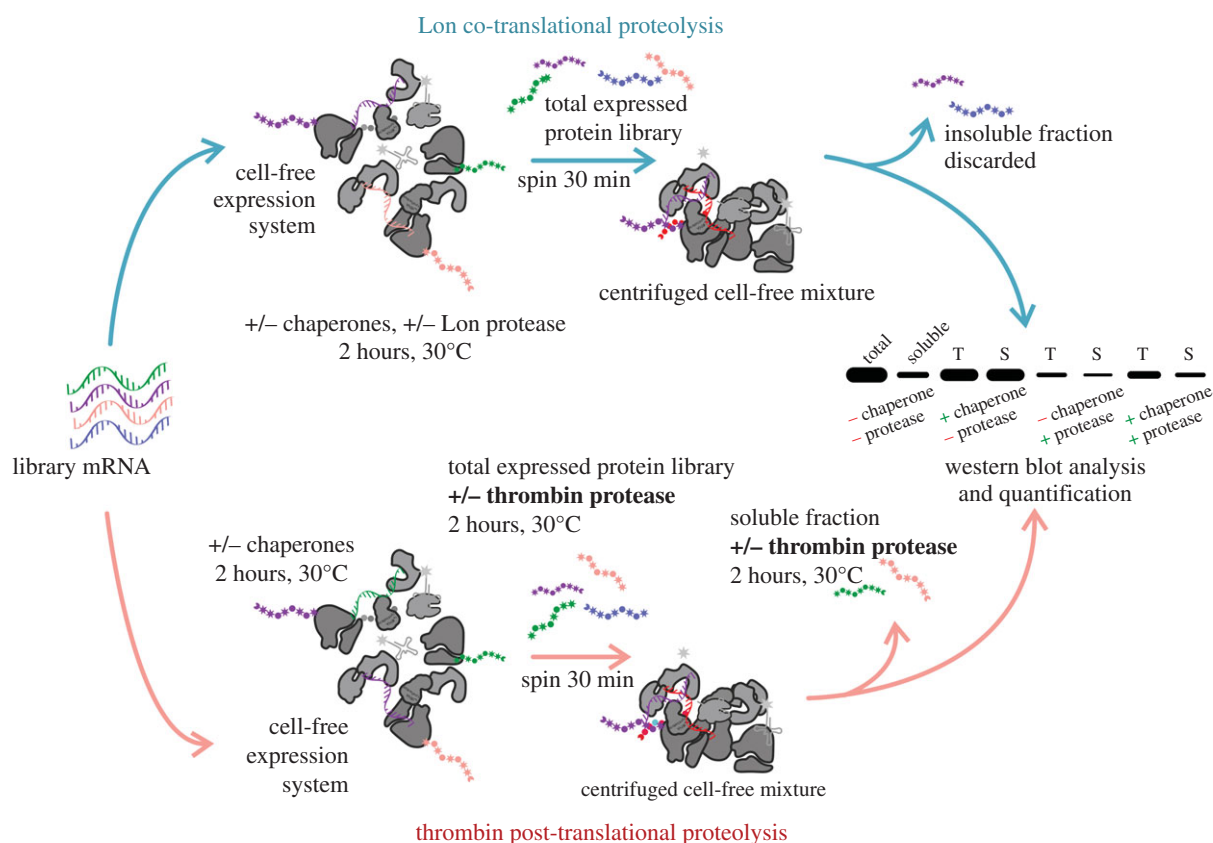 Lon co-translational proteolysis
total expressed
protein library
spin 30 min
cell-free
expression
system
centrifuged cell-free mixture
insoluble fraction
discarded
+/– chaperones, +/– Lon protease
2 hours, 30°C
library mRNA
total
soluble
T
S
T
S
T
S
– chaperone
– protease
+ chaperone
– protease
– chaperone
+ protease
+ chaperone
+ protease
western blot analysis
and quantification
total expressed protein library
+/– thrombin protease
2 hours, 30°C
soluble fraction
+/– thrombin protease
2 hours, 30°C
+/– chaperones
2 hours, 30°C
spin 30 min
cell-free
expression
system
centrifuged cell-free mixture
thrombin post-translational proteolysis